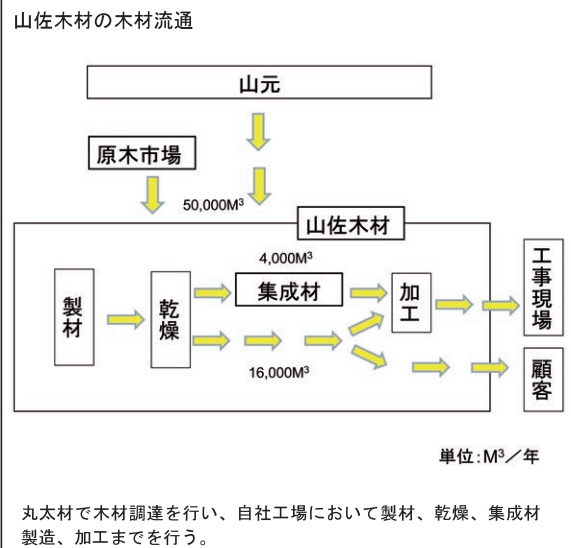 山佐木材の木材流通
山元
原木市場
50,000M³
山佐木材
4,000M³
製材
乾燥
集成材
加工
工事現場
16,000M³
顧客
単位:M³／年
丸太材で木材調達を行い、自社工場において製材、乾燥、集成材
製造、加工までを行う。